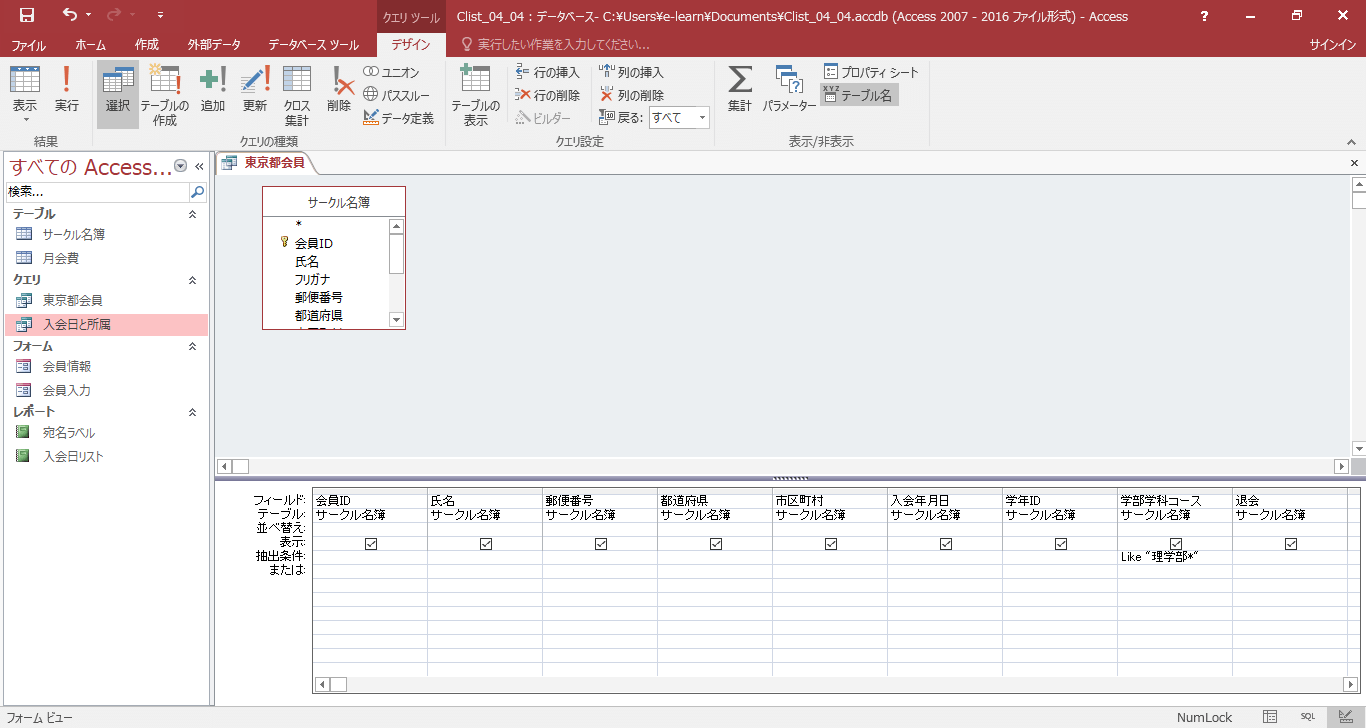 クエリ ツール
Clist_04_04 : データベース- C:¥Users¥e-learn¥Documents¥Clist_04_04.accdb (Access 2007 - 2016 ファイル形式) - Access
?
ファイル ホーム 作成 外部データ データベース ツール デザイン 実行したい作業を入力してください... サインイン
表示 実行 選択 テーブルの作成 追加 更新 クロス集計 削除
ユニオン
パススルー
データ定義
テーブルの表示
行の挿入
行の削除
ビルダー
列の挿入
列の削除
戻る: すべて
集計 パラメーター
プロパティ シート
XYZ テーブル名
結果 クエリの種類 クエリ設定 表示/非表示
すべての Access...
検索...
テーブル
サークル名簿
月会費
クエリ
東京都会員
入会日と所属
フォーム
会員情報
会員入力
レポート
宛名ラベル
入会日リスト
東京都会員
サークル名簿
*
会員ID
氏名
フリガナ
郵便番号
都道府県
フィールド: 会員ID 氏名 郵便番号 都道府県 市区町村 入会年月日 学年ID 学部学科コース 退会
テーブル: サークル名簿 サークル名簿 サークル名簿 サークル名簿 サークル名簿 サークル名簿 サークル名簿 サークル名簿 サークル名簿
並べ替え:
表示:
抽出条件: Like "理学部*"
または:
フォーム ビュー NumLock SQL